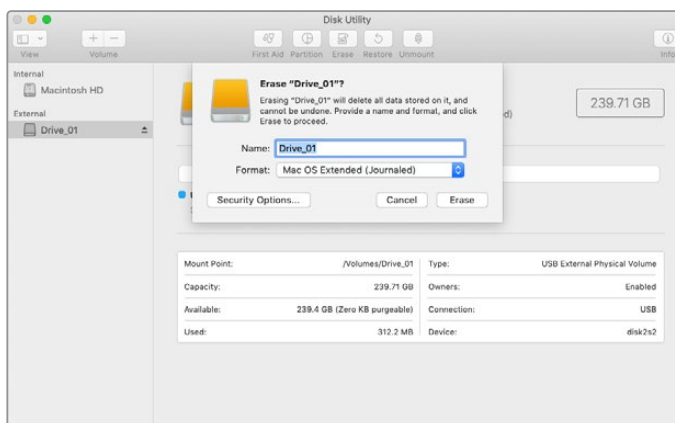 Disk Utility
View
Volume
First Aid Partition Erase Restore Unmount
Info
Internal
Macintosh HD
External
Drive_01
Erase “Drive_01”?
Erasing “Drive_01” will delete all data stored on it, and
cannot be undone. Provide a name and format, and click
Erase to proceed.
Name: Drive_01
Format: Mac OS Extended (Journaled)
Security Options... Cancel Erase
239.71 GB
Mount Point: /Volumes/Drive_01 Type: USB External Physical Volume
Capacity: 239.71 GB Owners: Enabled
Available: 239.4 GB (Zero KB purgeable) Connection: USB
Used: 312.2 MB Device: disk2s2